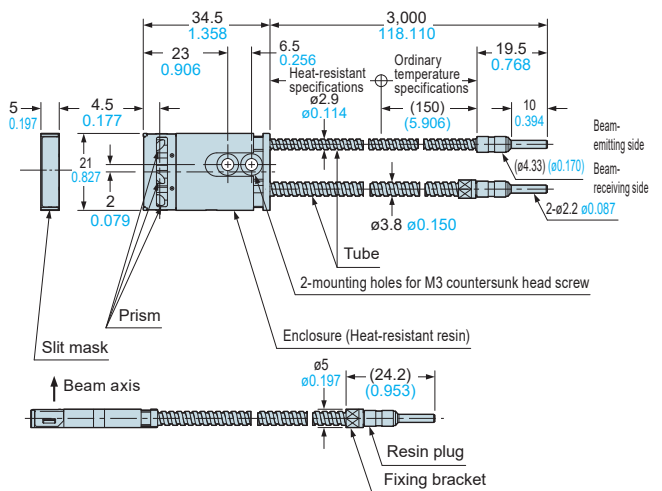 34.5
1.358
3,000
118.110
23
0.906
6.5
0.256
Heat-resistant
specifications
Ordinary
temperature
specifications
19.5
0.768
5
0.197
4.5
0.177
ø2.9
ø0.114
(150)
(5.906)
10
0.394
Beam-
emitting side
21
0.827
(ø4.33) (ø0.170)
Beam-
receiving side
2
0.079
ø3.8 ø0.150
2-ø2.2 ø0.087
Tube
2-mounting holes for M3 countersunk head screw
Prism
Enclosure (Heat-resistant resin)
Slit mask
Beam axis
ø5
ø0.197
(24.2)
(0.953)
Resin plug
Fixing bracket